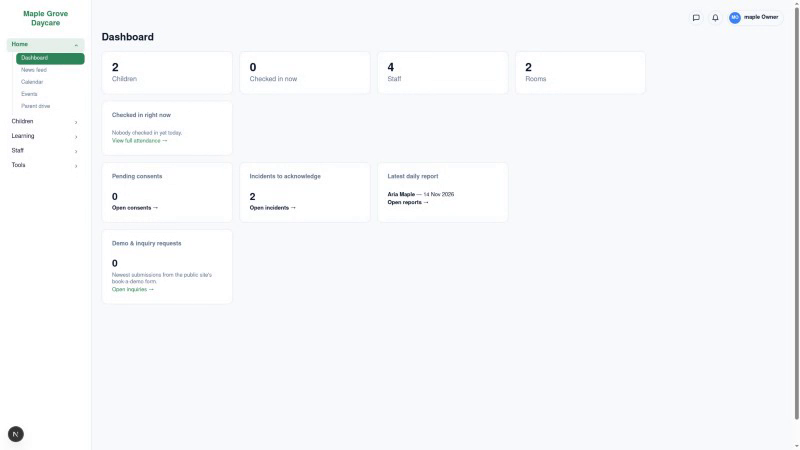 Maple Grove
Daycare
Home
Dashboard
News feed
Calendar
Events
Parent drive
Children
Learning
Staff
Tools
MO
maple Owner
Dashboard
2
Children
0
Checked in now
4
Staff
2
Rooms
Checked in right now
Nobody checked in yet today.
View full attendance →
Pending consents
0
Open consents →
Incidents to acknowledge
2
Open incidents →
Latest daily report
Aria Maple — 14 Nov 2026
Open reports →
Demo & inquiry requests
0
Newest submissions from the public site's
book-a-demo form.
Open inquiries →
N